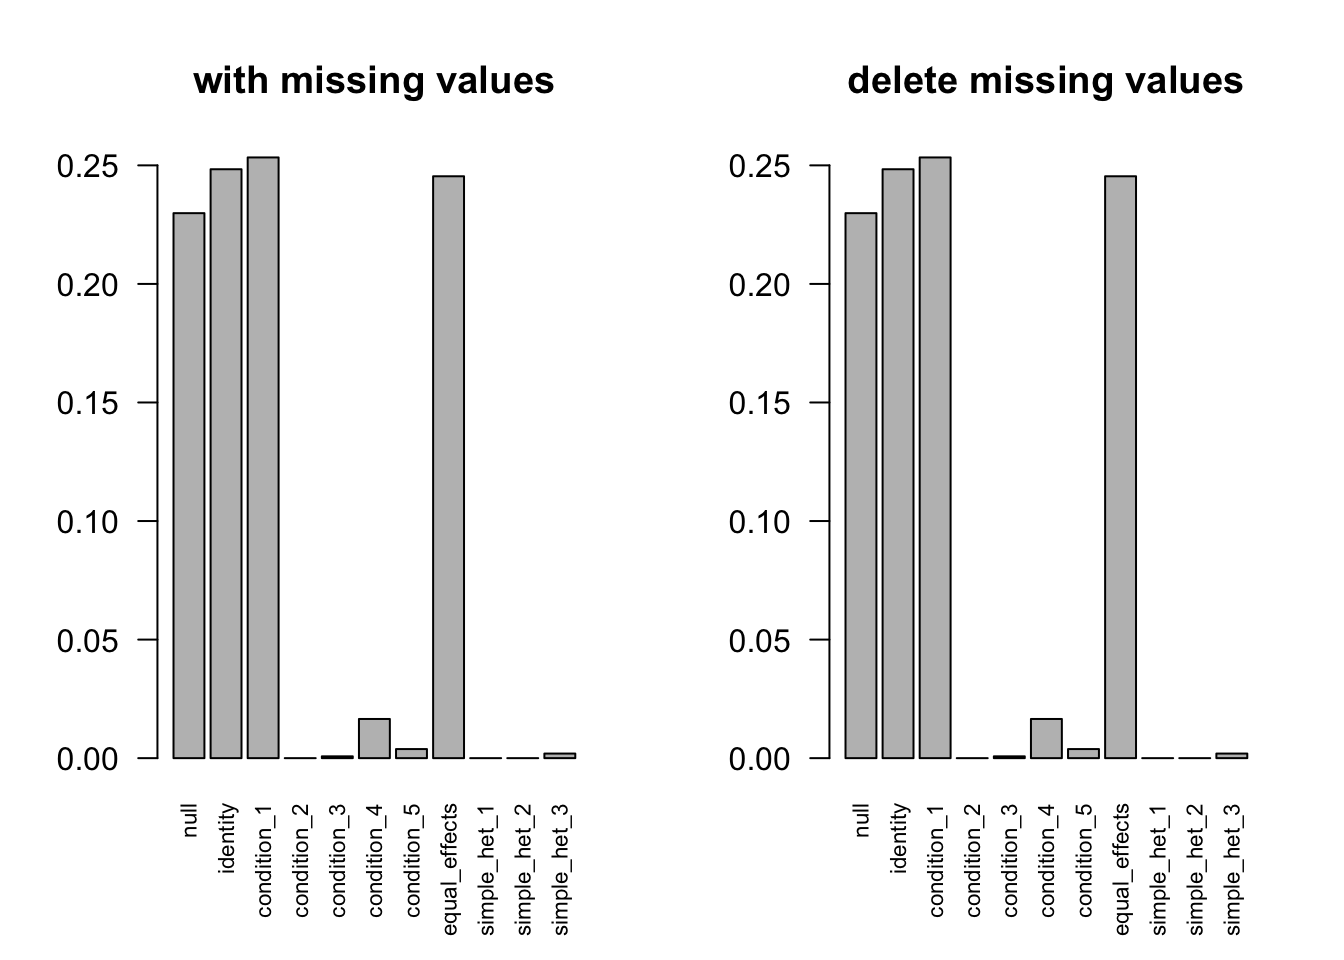 with missing values
0.25
0.20
0.15
0.10
0.05
0.00
null
identity
condition_1
condition_2
condition_3
condition_4
condition_5
equal_effects
simple_het_1
simple_het_2
simple_het_3
delete missing values
0.25
0.20
0.15
0.10
0.05
0.00
null
identity
condition_1
condition_2
condition_3
condition_4
condition_5
equal_effects
simple_het_1
simple_het_2
simple_het_3